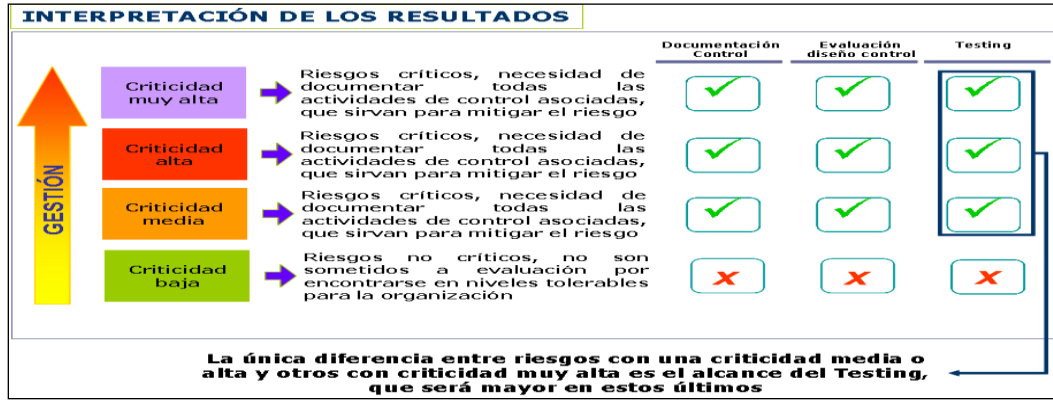 INTERPRETACIÓN DE LOS RESULTADOS
Documentación
Control
Evaluación
diseño control
Testing
GESTIÓN
Criticidad
muy alta
Riesgos críticos, necesidad de
documentar todas las
actividades de control asociadas,
que sirvan para mitigar el riesgo
Criticidad
alta
Riesgos críticos, necesidad de
documentar todas las
actividades de control asociadas,
que sirvan para mitigar el riesgo
Criticidad
media
Riesgos críticos, necesidad de
documentar todas las
actividades de control asociadas,
que sirvan para mitigar el riesgo
Criticidad
baja
Riesgos no críticos, no son
sometidos a evaluación por
encontrarse en niveles tolerables
para la organización
La única diferencia entre riesgos con una criticidad media o
alta y otros con criticidad muy alta es el alcance del Testing,
que será mayor en estos últimos